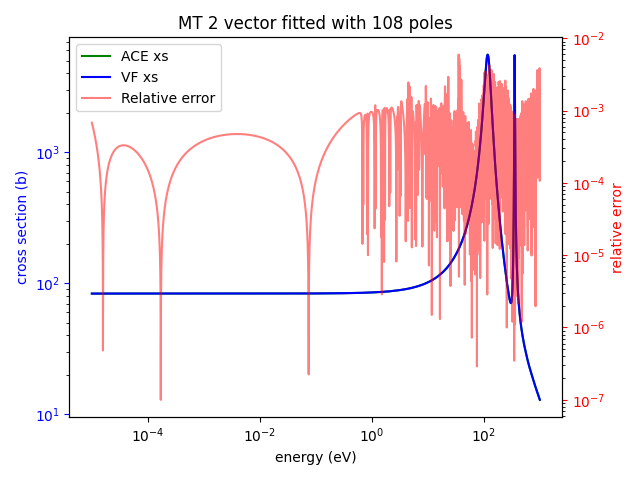 MT 2 vector fitted with 108 poles
ACE xs
VF xs
Relative error
cross section (b)
10³
10²
10¹
10⁻²
10⁻³
10⁻⁴
10⁻⁵
10⁻⁶
10⁻⁷
relative error
10⁻⁴
10⁻²
10⁰
10²
energy (eV)